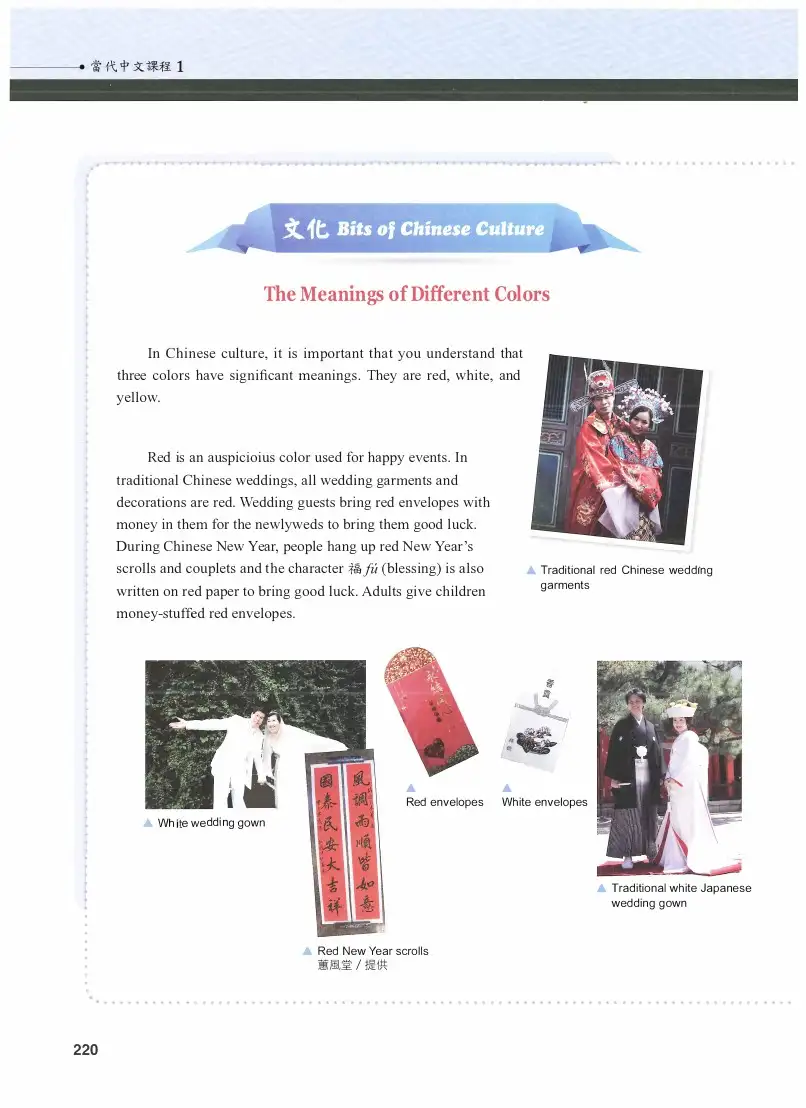 當代中文課程 1
文化 Bits of Chinese Culture
The Meanings of Different Colors
In Chinese culture, it is important that you understand that
three colors have significant meanings. They are red, white, and
yellow.
Red is an auspicioius color used for happy events. In
traditional Chinese weddings, all wedding garments and
decorations are red. Wedding guests bring red envelopes with
money in them for the newlyweds to bring them good luck.
During Chinese New Year, people hang up red New Year’s
scrolls and couplets and the character 福 fú (blessing) is also
written on red paper to bring good luck. Adults give children
money-stuffed red envelopes.
▲ Traditional red Chinese wedding
garments
▲ White wedding gown
風調雨順皆如意
國泰民安大吉祥
▲ Red New Year scrolls
蕙風堂／提供
▲
Red envelopes
▲
White envelopes
▲ Traditional white Japanese
wedding gown
220